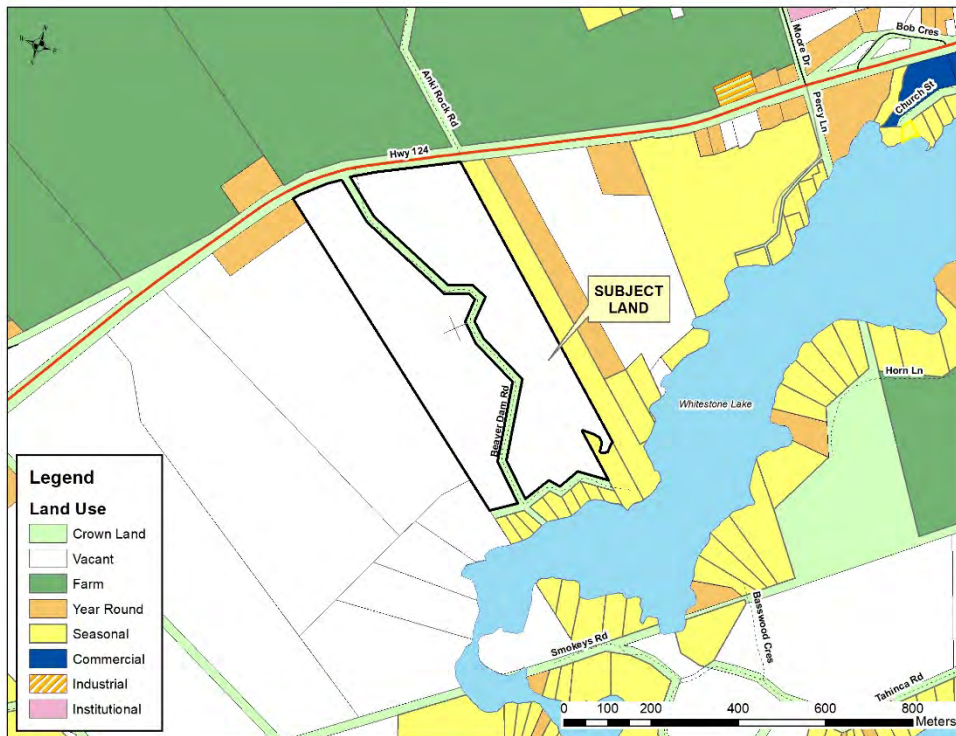 N
E
S
W
Anki Rock Rd
Moore Dr
Bob Cres
Church St
Percy Ln
Hwy 124
SUBJECT
LAND
Beaver Dam Rd
Whitestone Lake
Horn Ln
Smokeys Rd
Basswood Cres
Tahinca Rd
Legend
Land Use
Crown Land
Vacant
Farm
Year Round
Seasonal
Commercial
Industrial
Institutional
0 100 200 400 600 800
Meters